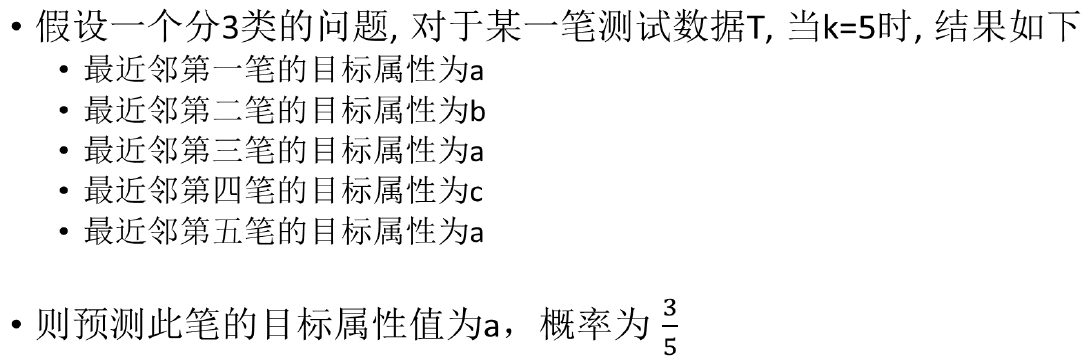 • 假设一个分3类的问题, 对于某一笔测试数据T, 当k=5时, 结果如下
• 最近邻第一笔的目标属性为a
• 最近邻第二笔的目标属性为b
• 最近邻第三笔的目标属性为a
• 最近邻第四笔的目标属性为c
• 最近邻第五笔的目标属性为a
• 则预测此笔的目标属性值为a，概率为 3/5